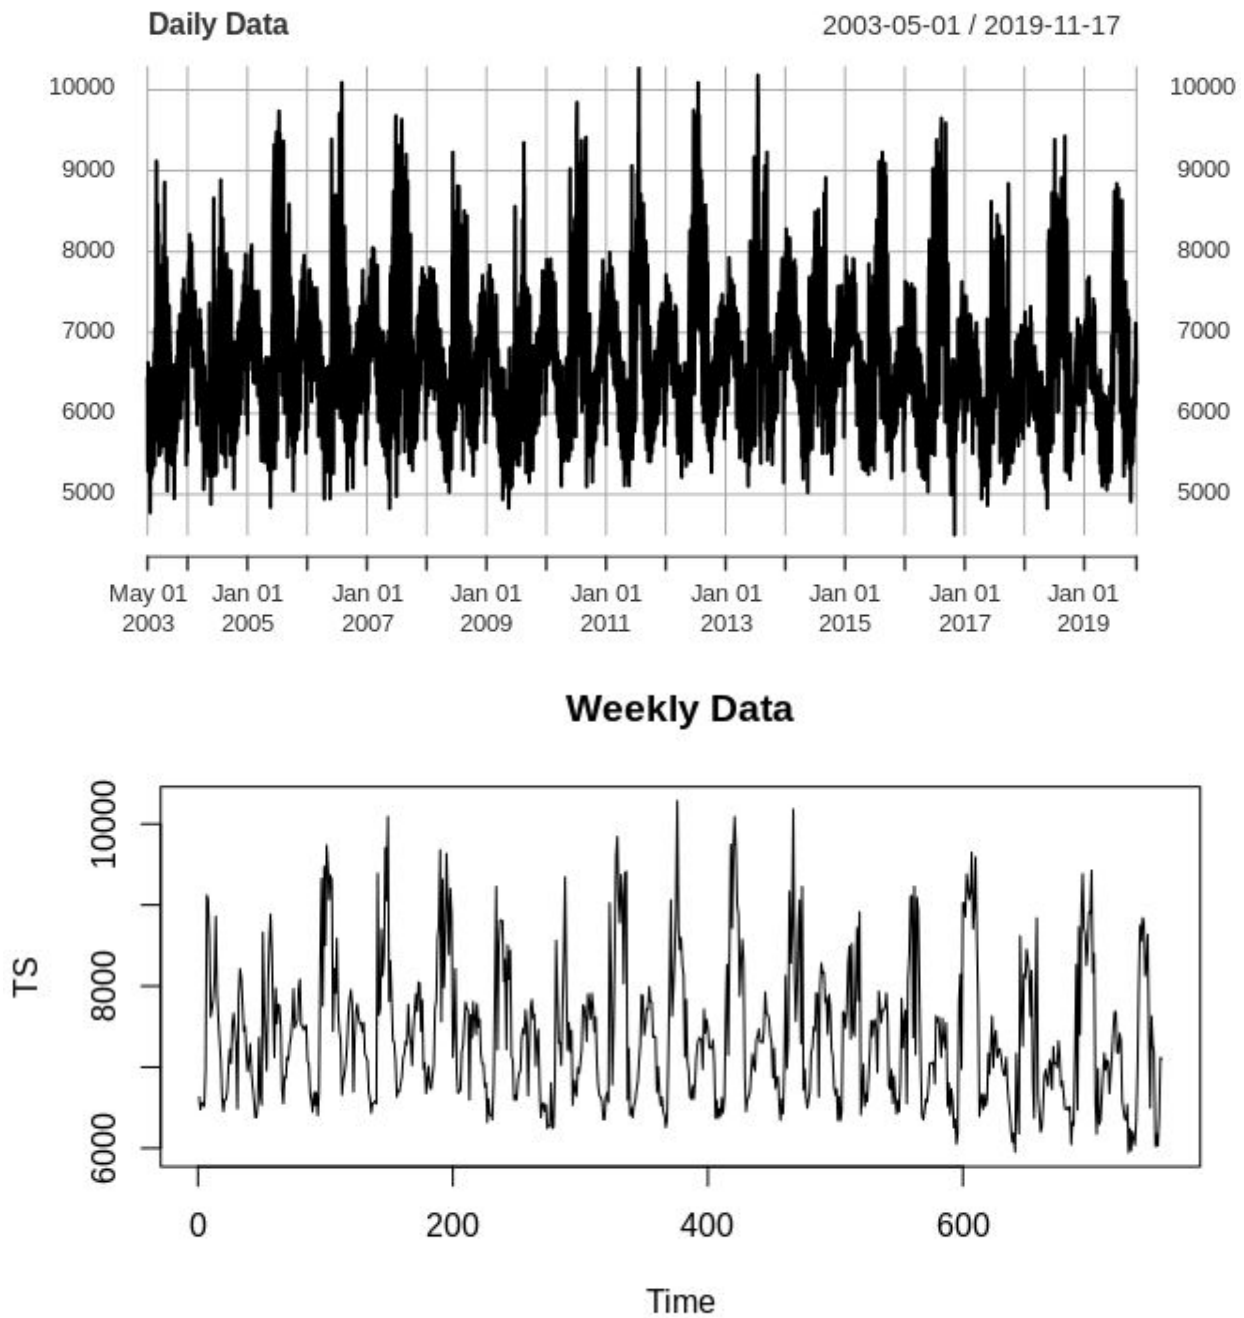 Daily Data 2003-05-01 / 2019-11-17
10000 10000
9000 9000
8000 8000
7000 7000
6000 6000
5000 5000
May 01 Jan 01 Jan 01 Jan 01 Jan 01 Jan 01 Jan 01 Jan 01 Jan 01
2003 2005 2007 2009 2011 2013 2015 2017 2019
Weekly Data
10000
8000
6000
TS
0 200 400 600
Time